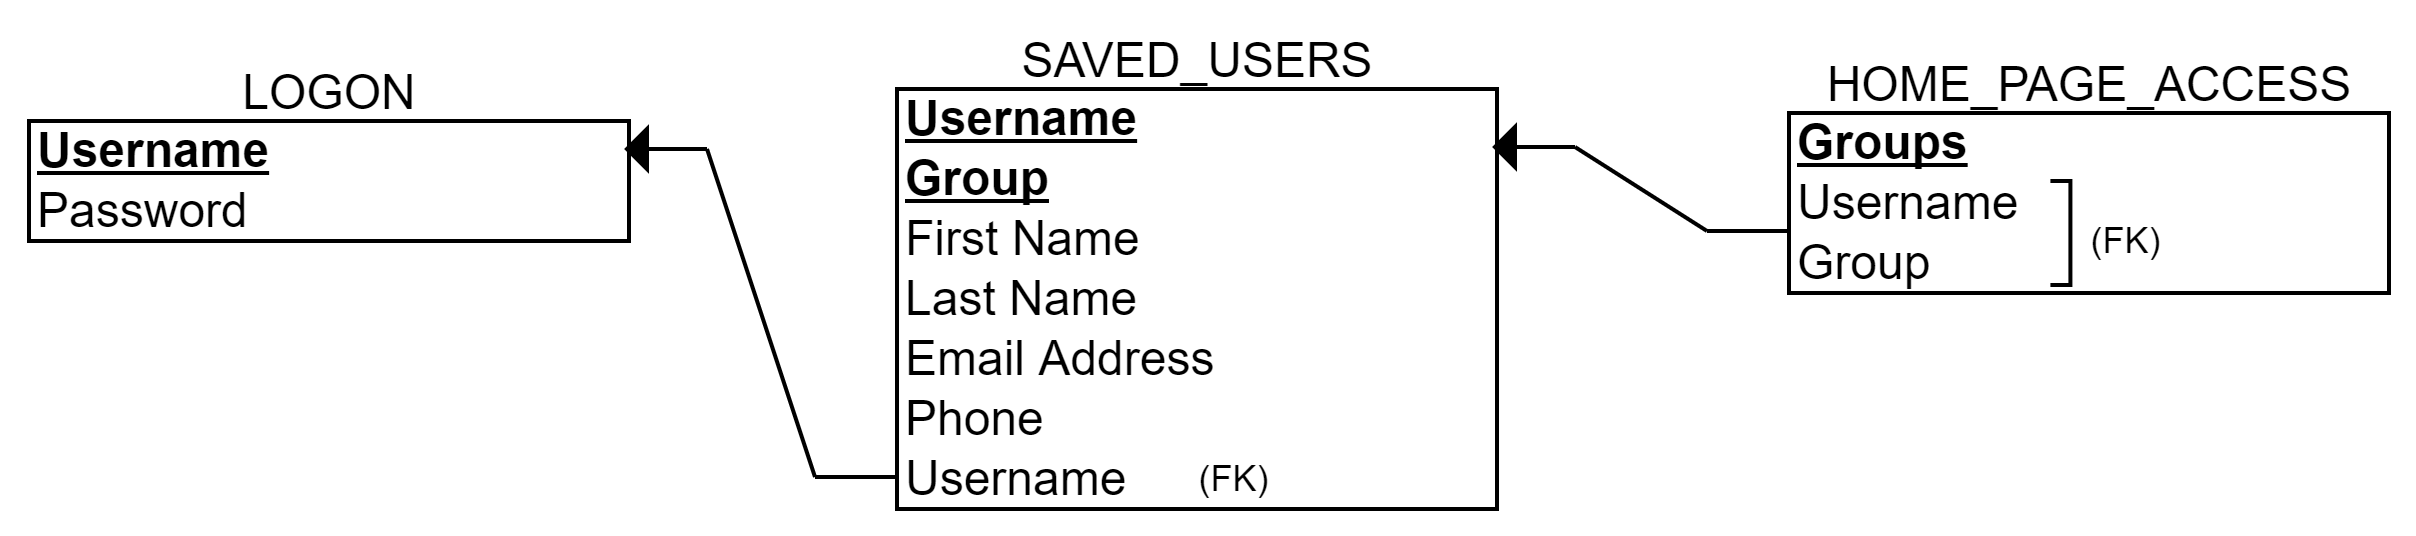 LOGON
Username
Password
SAVED_USERS
Username
Group
First Name
Last Name
Email Address
Phone
Username (FK)
HOME_PAGE_ACCESS
Groups
Username
Group
(FK)